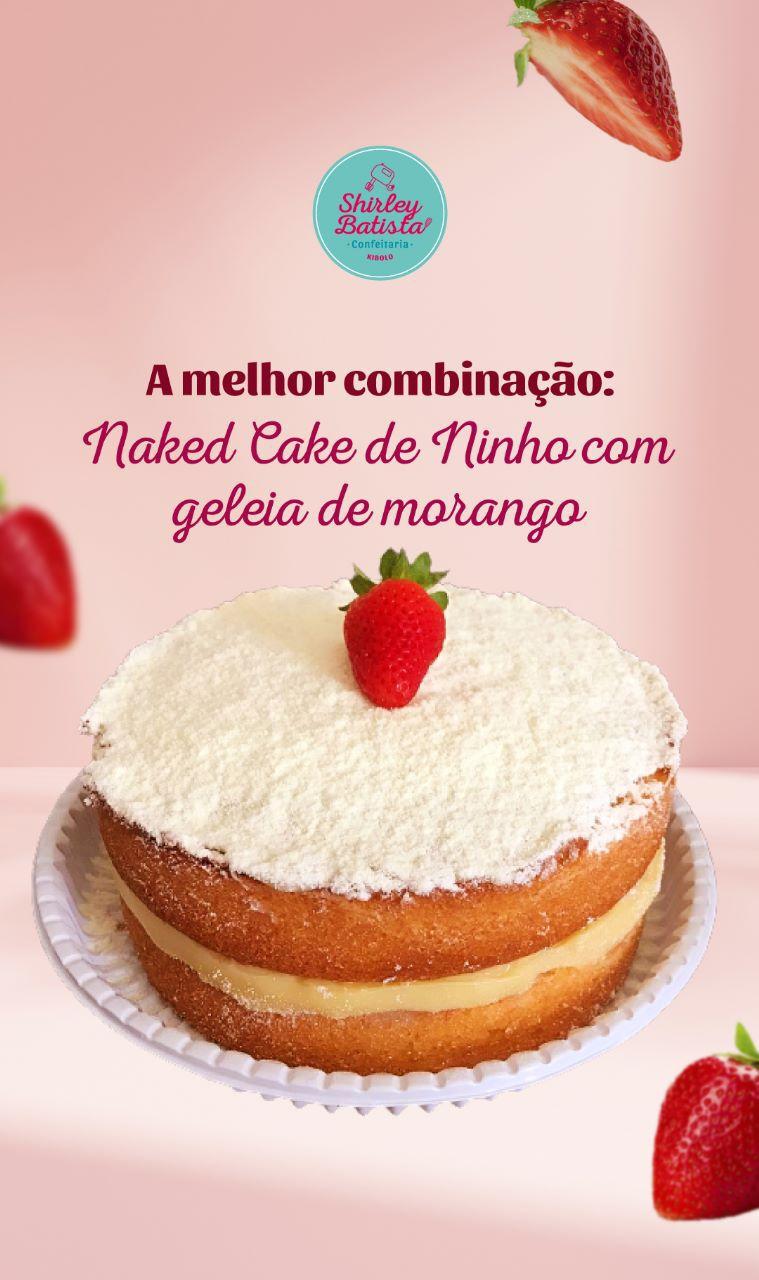 Shirley
Batista
· Confeitaria ·
KIBOLO
A melhor combinação:
Naked Cake de Ninho com
geleia de morango